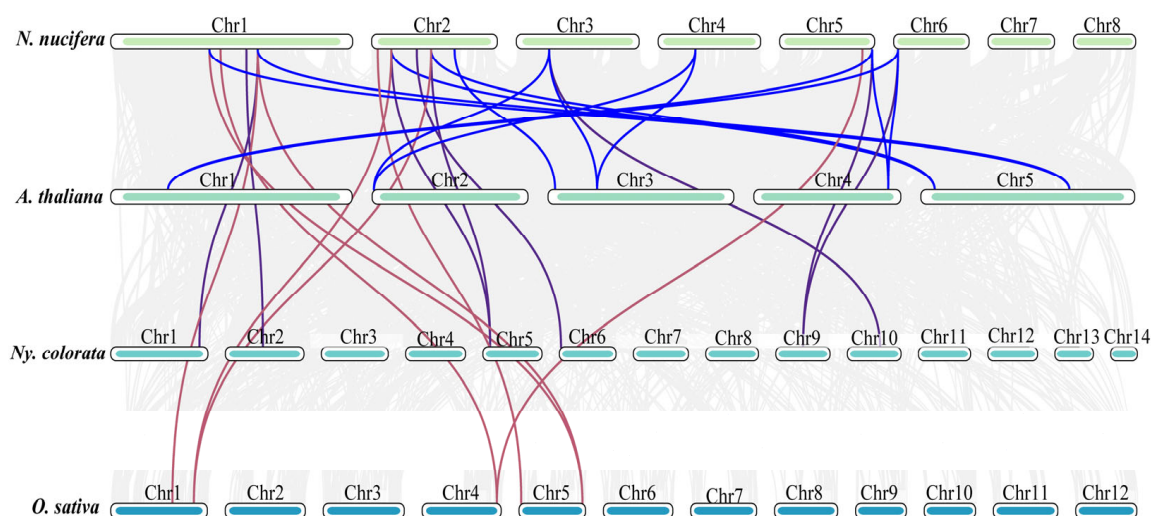 N. nucifera Chr1 Chr2 Chr3 Chr4 Chr5 Chr6 Chr7 Chr8
A. thaliana Chr1 Chr2 Chr3 Chr4 Chr5
Ny. colorata Chr1 Chr2 Chr3 Chr4 Chr5 Chr6 Chr7 Chr8 Chr9 Chr10 Chr11 Chr12 Chr13 Chr14
O. sativa Chr1 Chr2 Chr3 Chr4 Chr5 Chr6 Chr7 Chr8 Chr9 Chr10 Chr11 Chr12